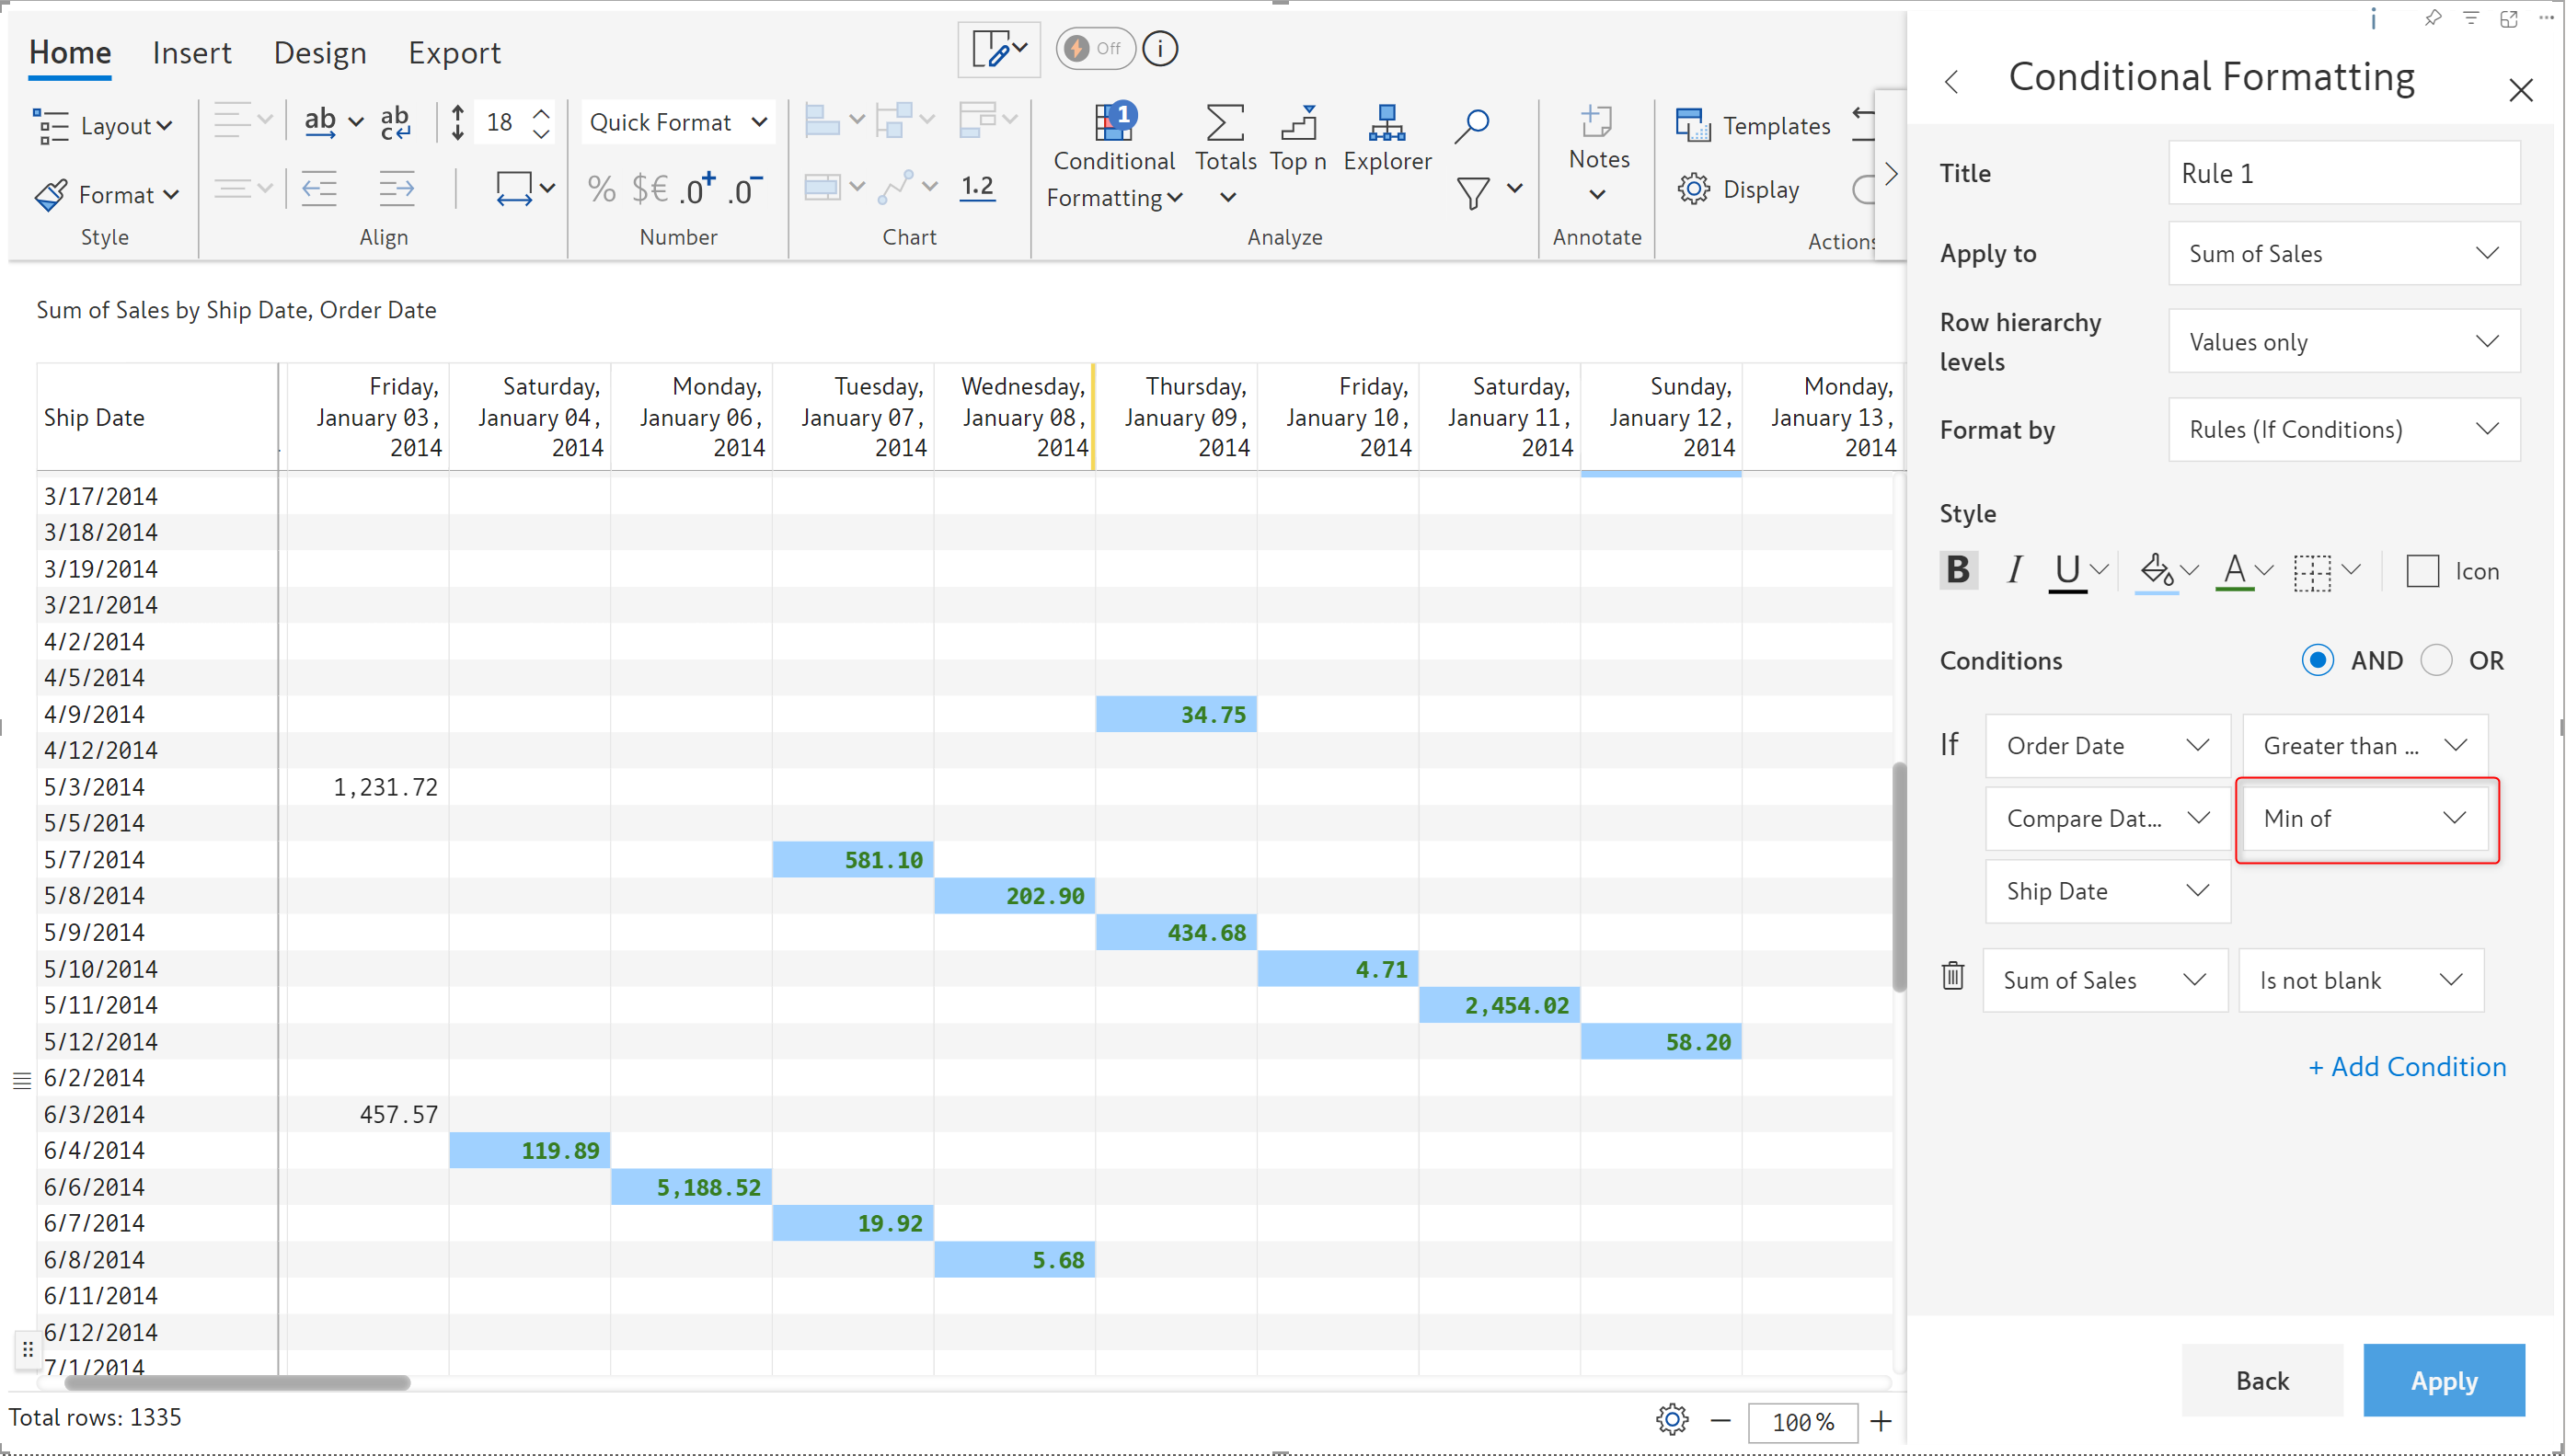 Home Insert Design Export
Off
Layout
ab
ab
c
18
Quick Format
1
Conditional
Formatting
Totals
Top n
Explorer
Notes
Templates
Format
% $€ .0+ .0−
1.2
Display
Style
Align
Number
Chart
Analyze
Annotate
Sum of Sales by Ship Date, Order Date
Ship Date
Friday, January 03, 2014
Saturday, January 04, 2014
Monday, January 06, 2014
Tuesday, January 07, 2014
Wednesday, January 08, 2014
Thursday, January 09, 2014
Friday, January 10, 2014
Saturday, January 11, 2014
Sunday, January 12, 2014
Monday, January 13, 2014
3/17/2014
3/18/2014
3/19/2014
3/21/2014
4/2/2014
4/5/2014
4/9/2014 34.75
4/12/2014
5/3/2014 1,231.72
5/5/2014
5/7/2014 581.10
5/8/2014 202.90
5/9/2014 434.68
5/10/2014 4.71
5/11/2014 2,454.02
5/12/2014 58.20
6/2/2014
6/3/2014 457.57
6/4/2014 119.89
6/6/2014 5,188.52
6/7/2014 19.92
6/8/2014 5.68
6/11/2014
6/12/2014
7/1/2014
Total rows: 1335
100%
Conditional Formatting
Title Rule 1
Apply to Sum of Sales
Row hierarchy levels Values only
Format by Rules (If Conditions)
Style
B I U A Icon
Conditions AND OR
If Order Date Greater than ...
Compare Dat... Min of
Ship Date
Sum of Sales Is not blank
+ Add Condition
Back Apply